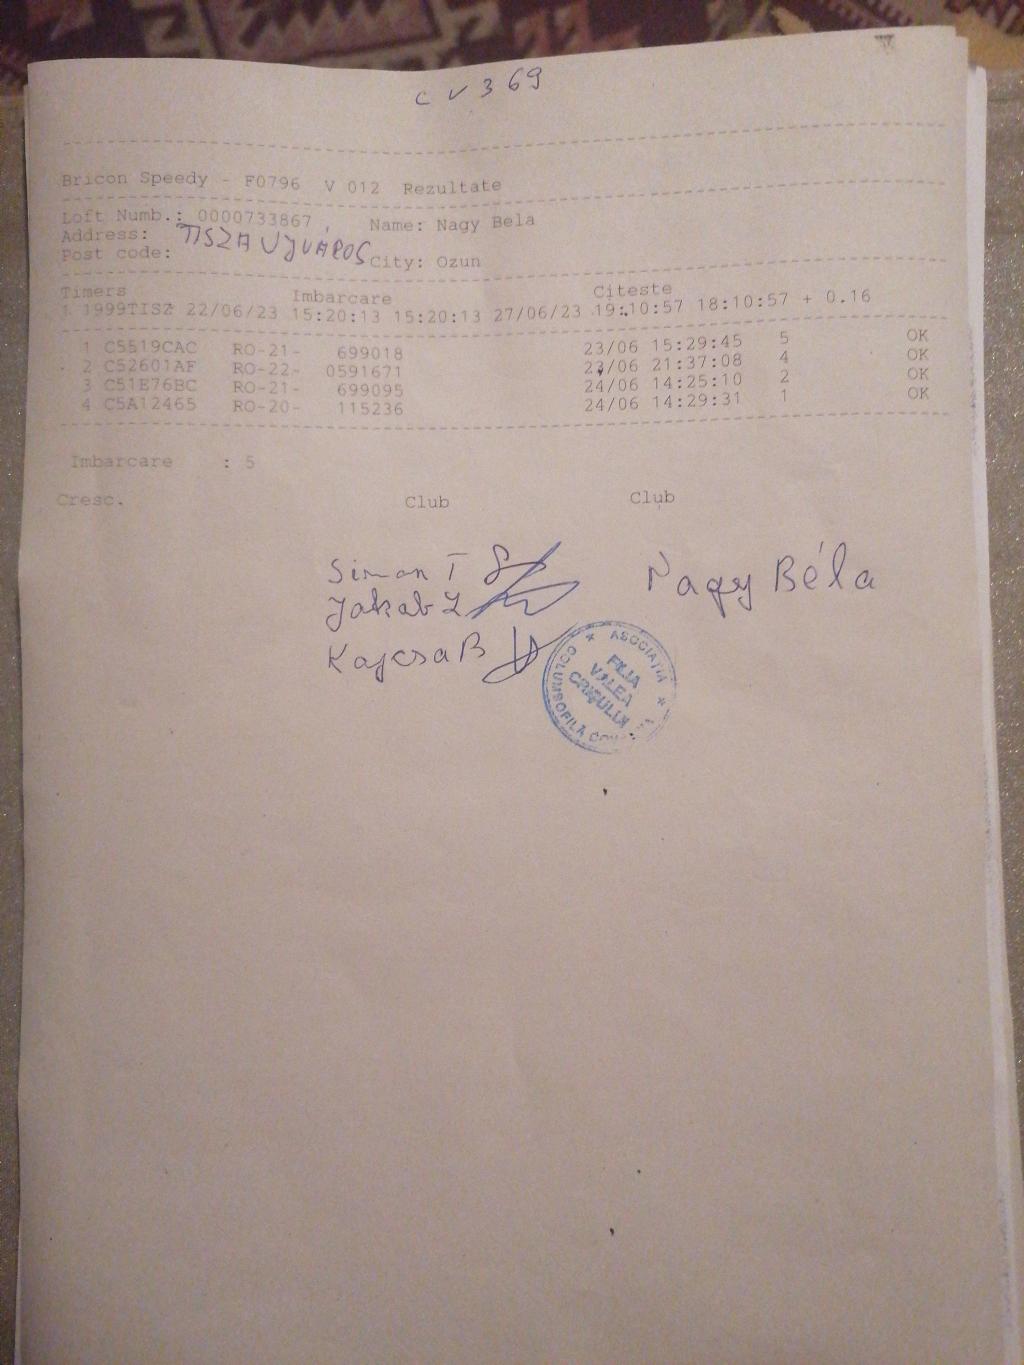 CV369
Bricon Speedy - F0796 V 012 Rezultate
Loft Numb.: 0000733867 Name: Nagy Bela
Address: TISZA UJVÁROS
Post code: City: Ozun
Timers Imbarcare Citeste
1 1999TISZ 22/06/23 15:20:13 15:20:13 27/06/23 19:10:57 18:10:57 + 0.16
1 C5519CAC RO-21- 699018 23/06 15:29:45 5 OK
2 C52601AF RO-22- 0591671 23/06 21:37:08 4 OK
3 C51E76BC RO-21- 699095 24/06 14:25:10 2 OK
4 C5A12465 RO-20- 115236 24/06 14:29:31 1 OK
Imbarcare : 5
Cresc. Club Club
Simon T
Nagy Béla
Jakab L
Kajcsa B
ASOCIAȚIA
COLUMBOFILĂ
FILIA
VALEA
CRIȘULUI